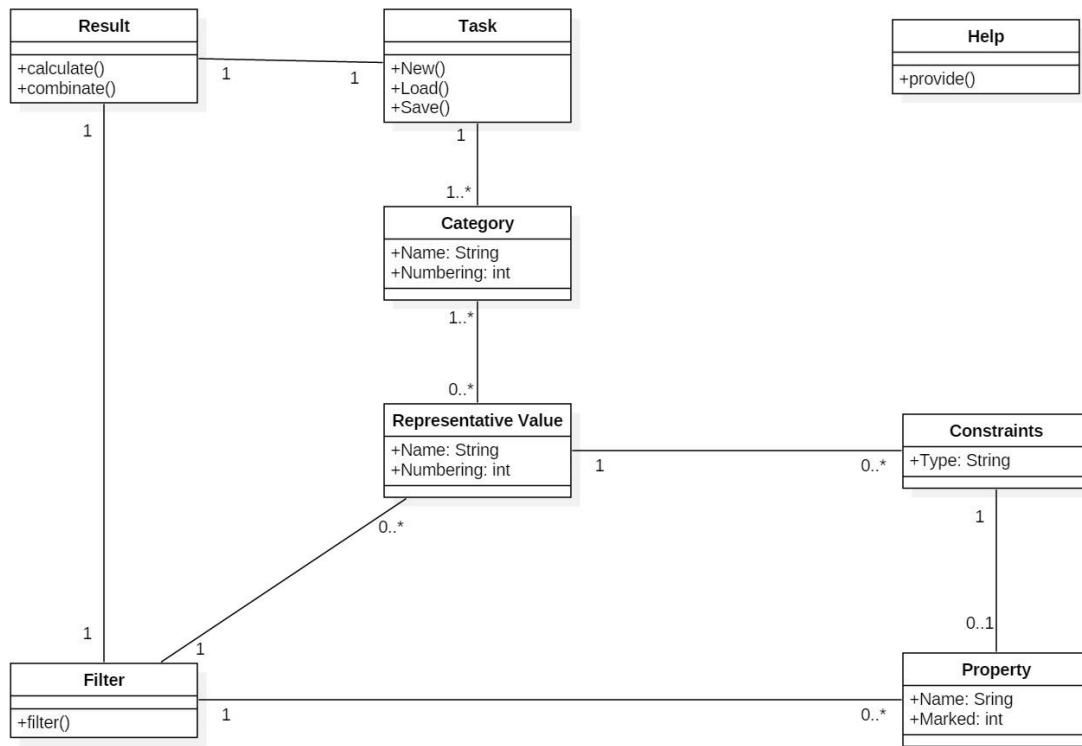 Result
+calculate()
+combinate()
Task
+New()
+Load()
+Save()
Help
+provide()
1
1
1
1
1..*
Category
+Name: String
+Numbering: int
1..*
0..*
Representative Value
+Name: String
+Numbering: int
Constraints
+Type: String
1
0..*
0..*
1
1
1
0..1
Filter
+filter()
Property
+Name: Sring
+Marked: int
1
0..*